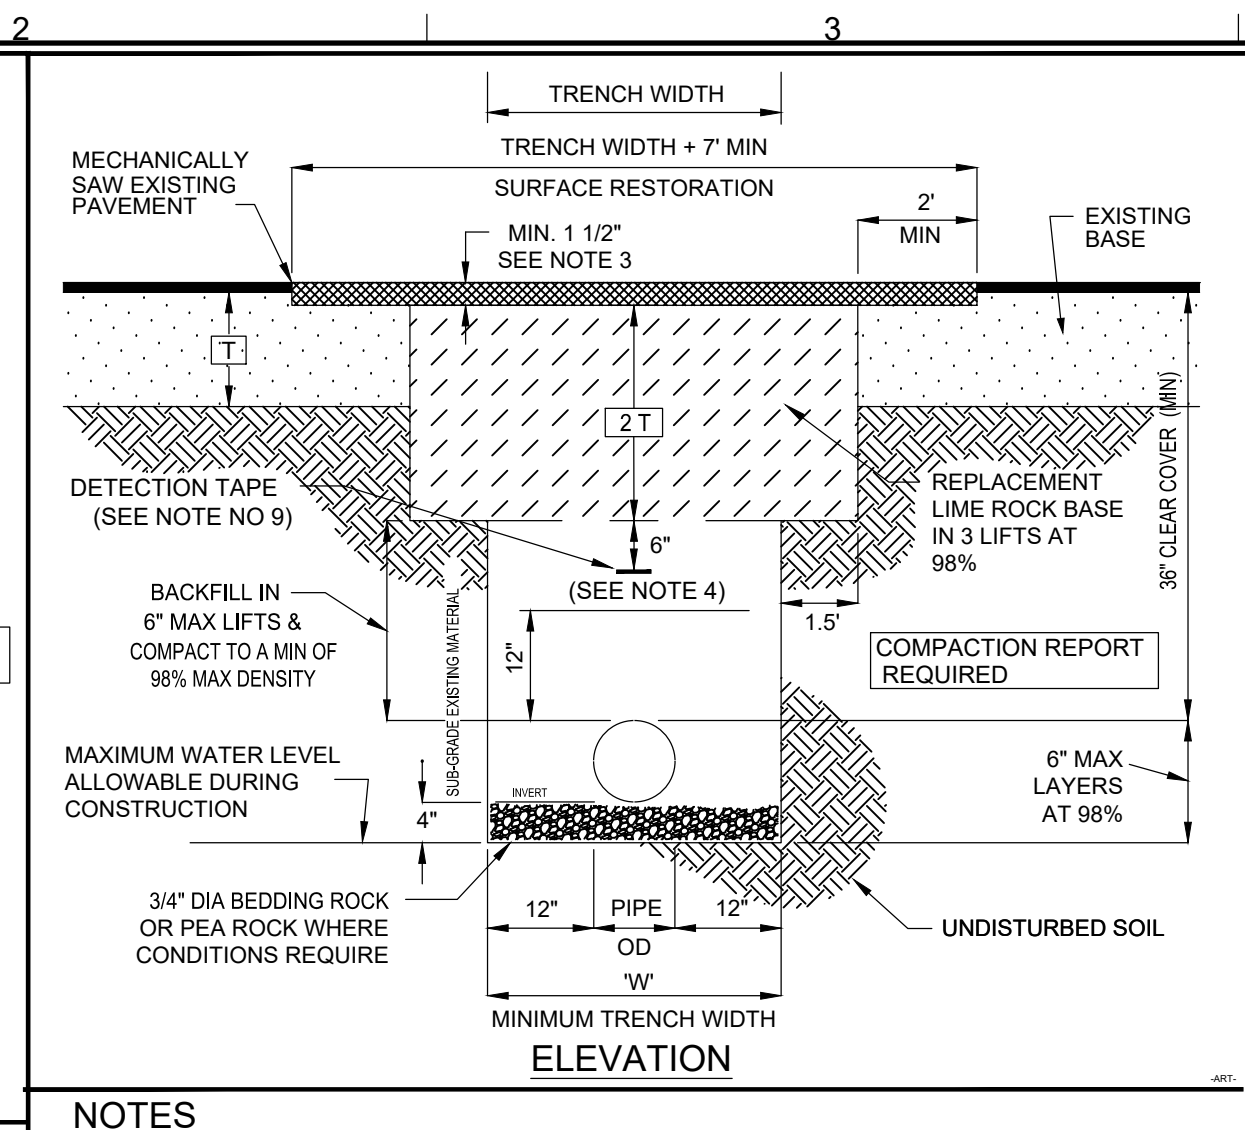 2
3
TRENCH WIDTH
TRENCH WIDTH + 7' MIN
SURFACE RESTORATION
MECHANICALLY
SAW EXISTING
PAVEMENT
MIN. 1 1/2"
SEE NOTE 3
2'
MIN
EXISTING
BASE
T
2 T
36" CLEAR COVER (MIN)
DETECTION TAPE
(SEE NOTE NO 9)
REPLACEMENT
LIME ROCK BASE
IN 3 LIFTS AT
98%
6"
(SEE NOTE 4)
BACKFILL IN
6" MAX LIFTS &
COMPACT TO A MIN OF
98% MAX DENSITY
SUB-GRADE EXISTING MATERIAL
12"
1.5'
COMPACTION REPORT
REQUIRED
MAXIMUM WATER LEVEL
ALLOWABLE DURING
CONSTRUCTION
6" MAX
LAYERS
AT 98%
INVERT
4"
3/4" DIA BEDDING ROCK
OR PEA ROCK WHERE
CONDITIONS REQUIRE
12"
PIPE
OD
12"
UNDISTURBED SOIL
'W'
MINIMUM TRENCH WIDTH
ELEVATION
-ART-
NOTES